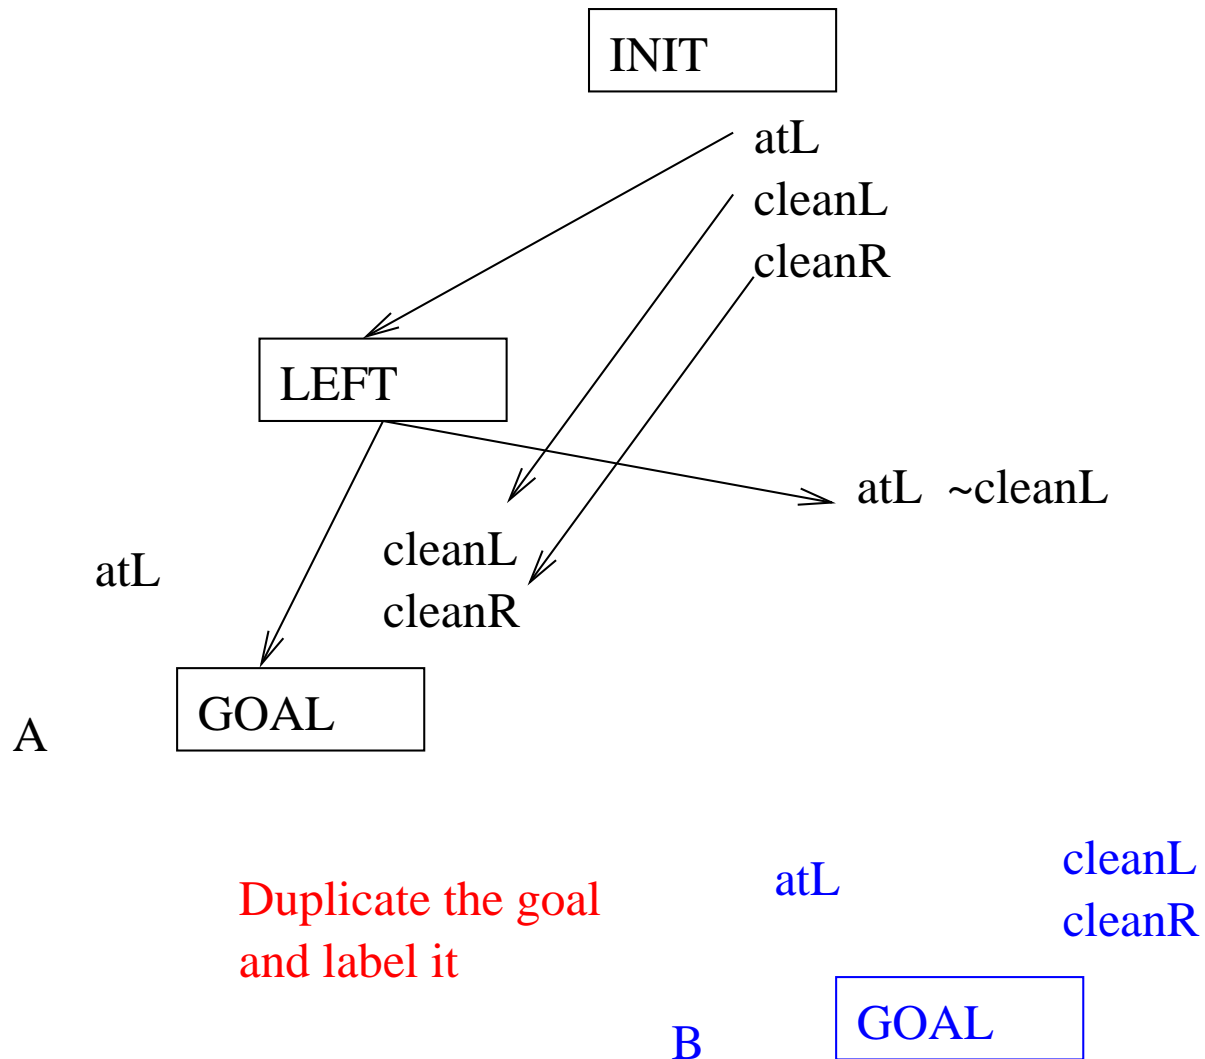 INIT
atL
cleanL
cleanR
LEFT
atL ~cleanL
cleanL
atL
cleanR
GOAL
A
cleanL
atL
Duplicate the goal
cleanR
and label it
GOAL
B